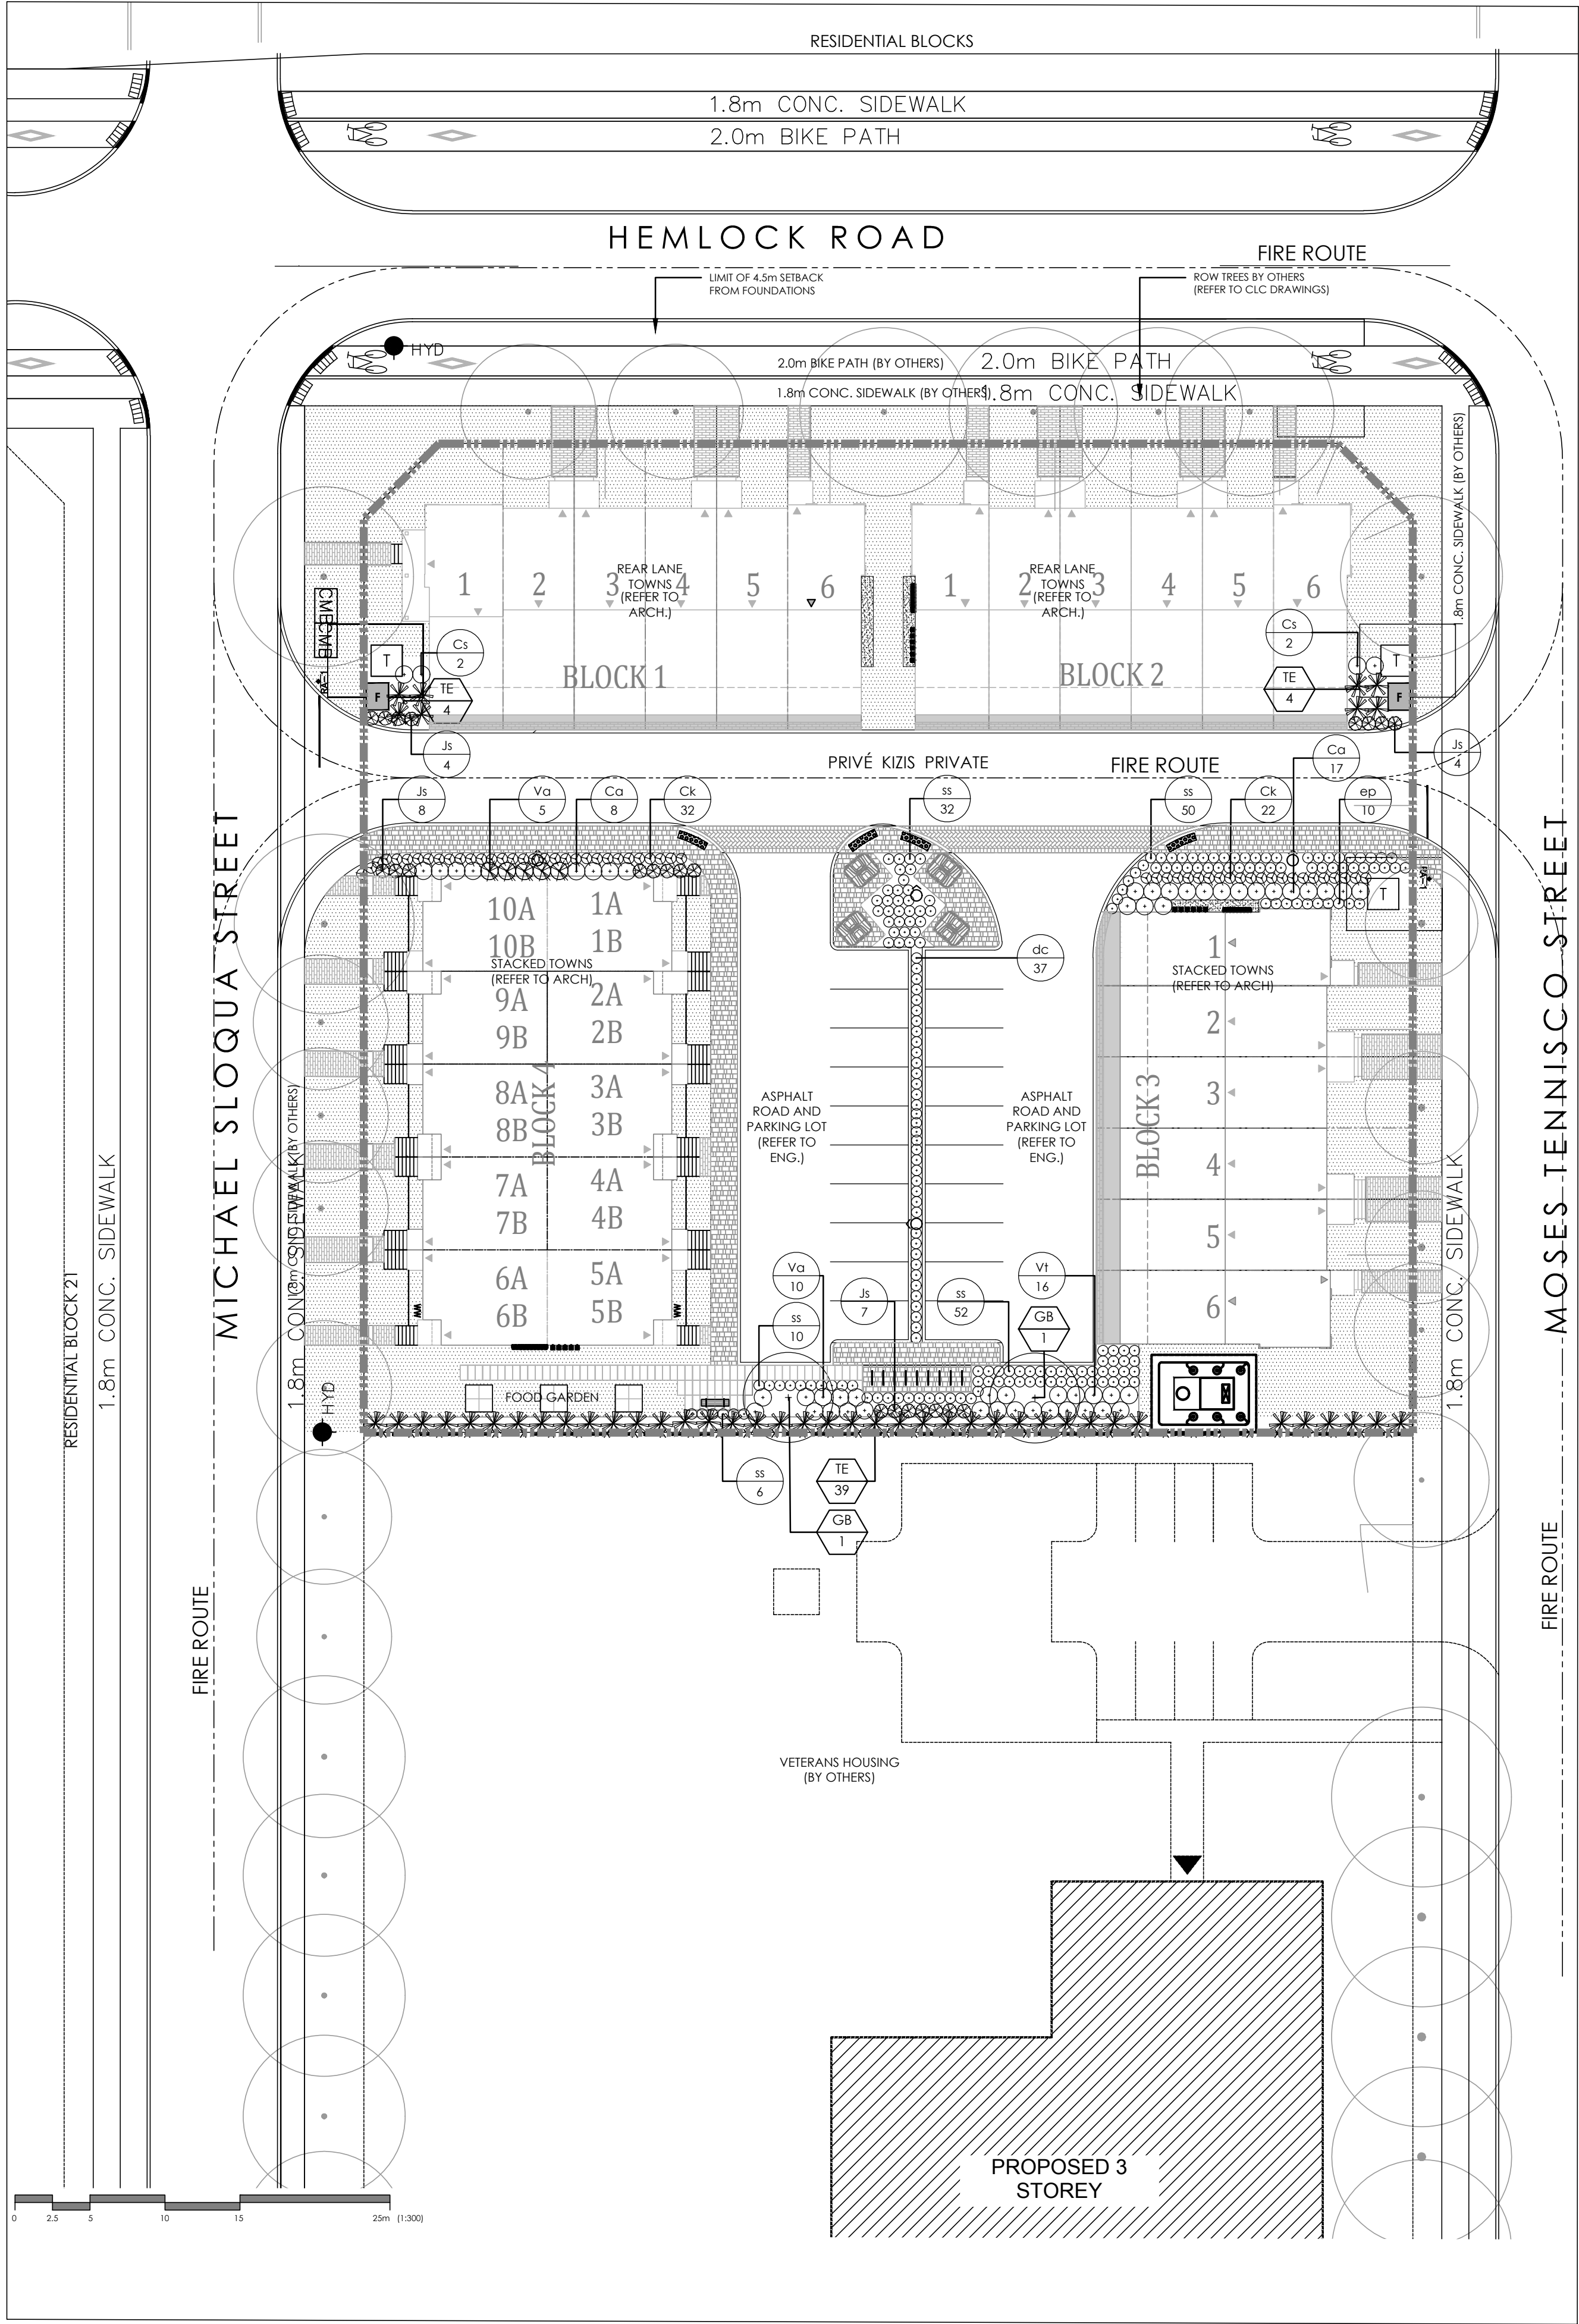 RESIDENTIAL BLOCKS
1.8m CONC. SIDEWALK
2.0m BIKE PATH
HEMLOCK ROAD
FIRE ROUTE
LIMIT OF 4.5m SETBACK
FROM FOUNDATIONS
ROW TREES BY OTHERS
(REFER TO CLC DRAWINGS)
HYD
2.0m BIKE PATH (BY OTHERS)
2.0m BIKE PATH
1.8m CONC. SIDEWALK (BY OTHERS)
1.8m CONC. SIDEWALK
1.8m CONC. SIDEWALK (BY OTHERS)
1
2
3
4
5
6
REAR LANE
TOWNS
(REFER TO
ARCH.)
BLOCK 1
1
2
3
4
5
6
REAR LANE
TOWNS
(REFER TO
ARCH.)
BLOCK 2
T
F
Cs
2
TE
4
Js
4
Cs
2
TE
4
T
F
Js
4
PRIVÉ KIZIS PRIVATE
FIRE ROUTE
Js
8
Va
5
Ca
8
Ck
32
ss
32
ss
50
Ck
22
Ca
17
ep
10
T
MICHAEL SLOQUA STREET
MOSES TENNISCO STREET
10A
10B
1A
1B
STACKED TOWNS
(REFER TO ARCH)
9A
9B
2A
2B
8A
8B
3A
3B
BLOCK 4
7A
7B
4A
4B
6A
6B
5A
5B
dc
37
ASPHALT
ROAD AND
PARKING LOT
(REFER TO
ENG.)
ASPHALT
ROAD AND
PARKING LOT
(REFER TO
ENG.)
1
STACKED TOWNS
(REFER TO ARCH)
2
3
BLOCK 3
4
5
6
1.8m CONC. SIDEWALK (BY OTHERS)
1.8m CONC. SIDEWALK
1.8m CONC. SIDEWALK
RESIDENTIAL BLOCK 21
1.8m CONC. SIDEWALK
Va
10
ss
10
Js
7
ss
52
Vt
16
GB
1
HYD
FOOD GARDEN
ss
6
TE
39
GB
1
FIRE ROUTE
FIRE ROUTE
VETERANS HOUSING
(BY OTHERS)
PROPOSED 3
STOREY
0 2.5 5 10 15 25m (1:300)